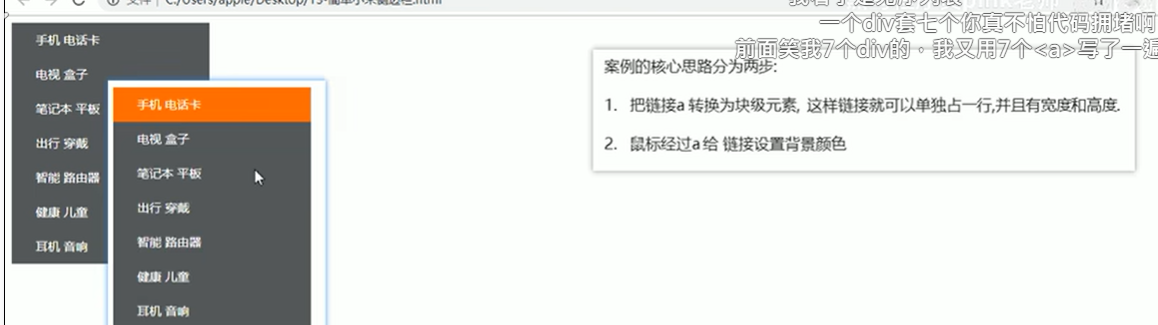 C:/Users/apple/Desktop/15-简单小米侧边栏.html
一个div套七个你真不怕代码拥堵啊
前面笑我7个div的，我又用7个<a>写了一遍
手机 电话卡
电视 盒子
笔记本 平板
出行 穿戴
智能 路由器
健康 儿童
耳机 音响
手机 电话卡
电视 盒子
笔记本 平板
出行 穿戴
智能 路由器
健康 儿童
耳机 音响
案例的核心思路分为两步:
1. 把链接a 转换为块级元素, 这样链接就可以单独占一行,并且有宽度和高度.
2. 鼠标经过a 给 链接设置背景颜色